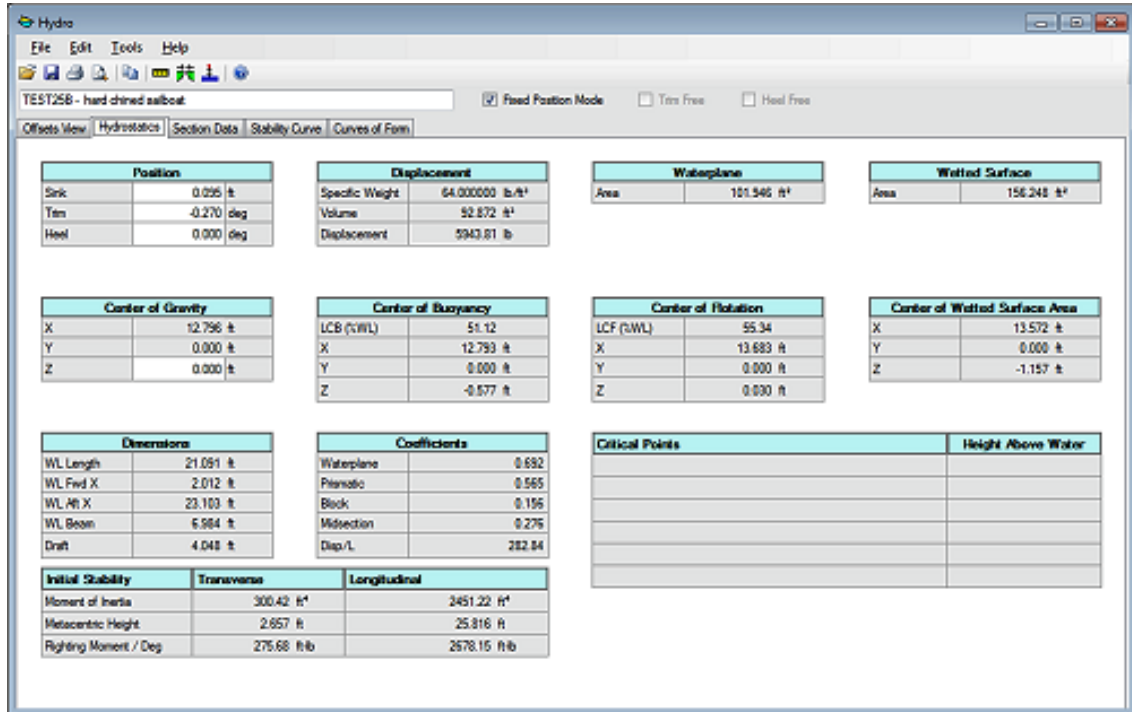 Hydro
File Edit Tools Help
TEST25B - hard chined sailboat Fixed Position Mode Trim Free Heel Free
Offsets View Hydrostatics Section Data Stability Curve Curves of Form
Position Displacement Waterplane Wetted Surface
Sink 0.095 ft Specific Weight 64.000000 lb/ft³ Area 101.946 ft² Area 156.248 ft²
Trim -0.270 deg Volume 92.872 ft³
Heel 0.000 deg Displacement 5943.81 lb
Center of Gravity Center of Buoyancy Center of Flotation Center of Wetted Surface Area
X 12.796 ft LCB (%WL) 51.12 LCF (%WL) 55.34 X 13.572 ft
Y 0.000 ft X 12.793 ft X 13.683 ft Y 0.000 ft
Z 0.000 ft Y 0.000 ft Y 0.000 ft Z -1.157 ft
Z -0.577 ft Z 0.030 ft
Dimensions Coefficients Critical Points Height Above Water
WL Length 21.091 ft Waterplane 0.692
WL Fwd X 2.012 ft Prismatic 0.565
WL Aft X 23.103 ft Block 0.156
WL Beam 6.984 ft Midsection 0.276
Draft 4.048 ft Disp/L 282.84
Initial Stability Transverse Longitudinal
Moment of Inertia 300.42 ft⁴ 2451.22 ft⁴
Metacentric Height 2.657 ft 25.816 ft
Righting Moment / Deg 275.68 ft-lb 2678.15 ft-lb